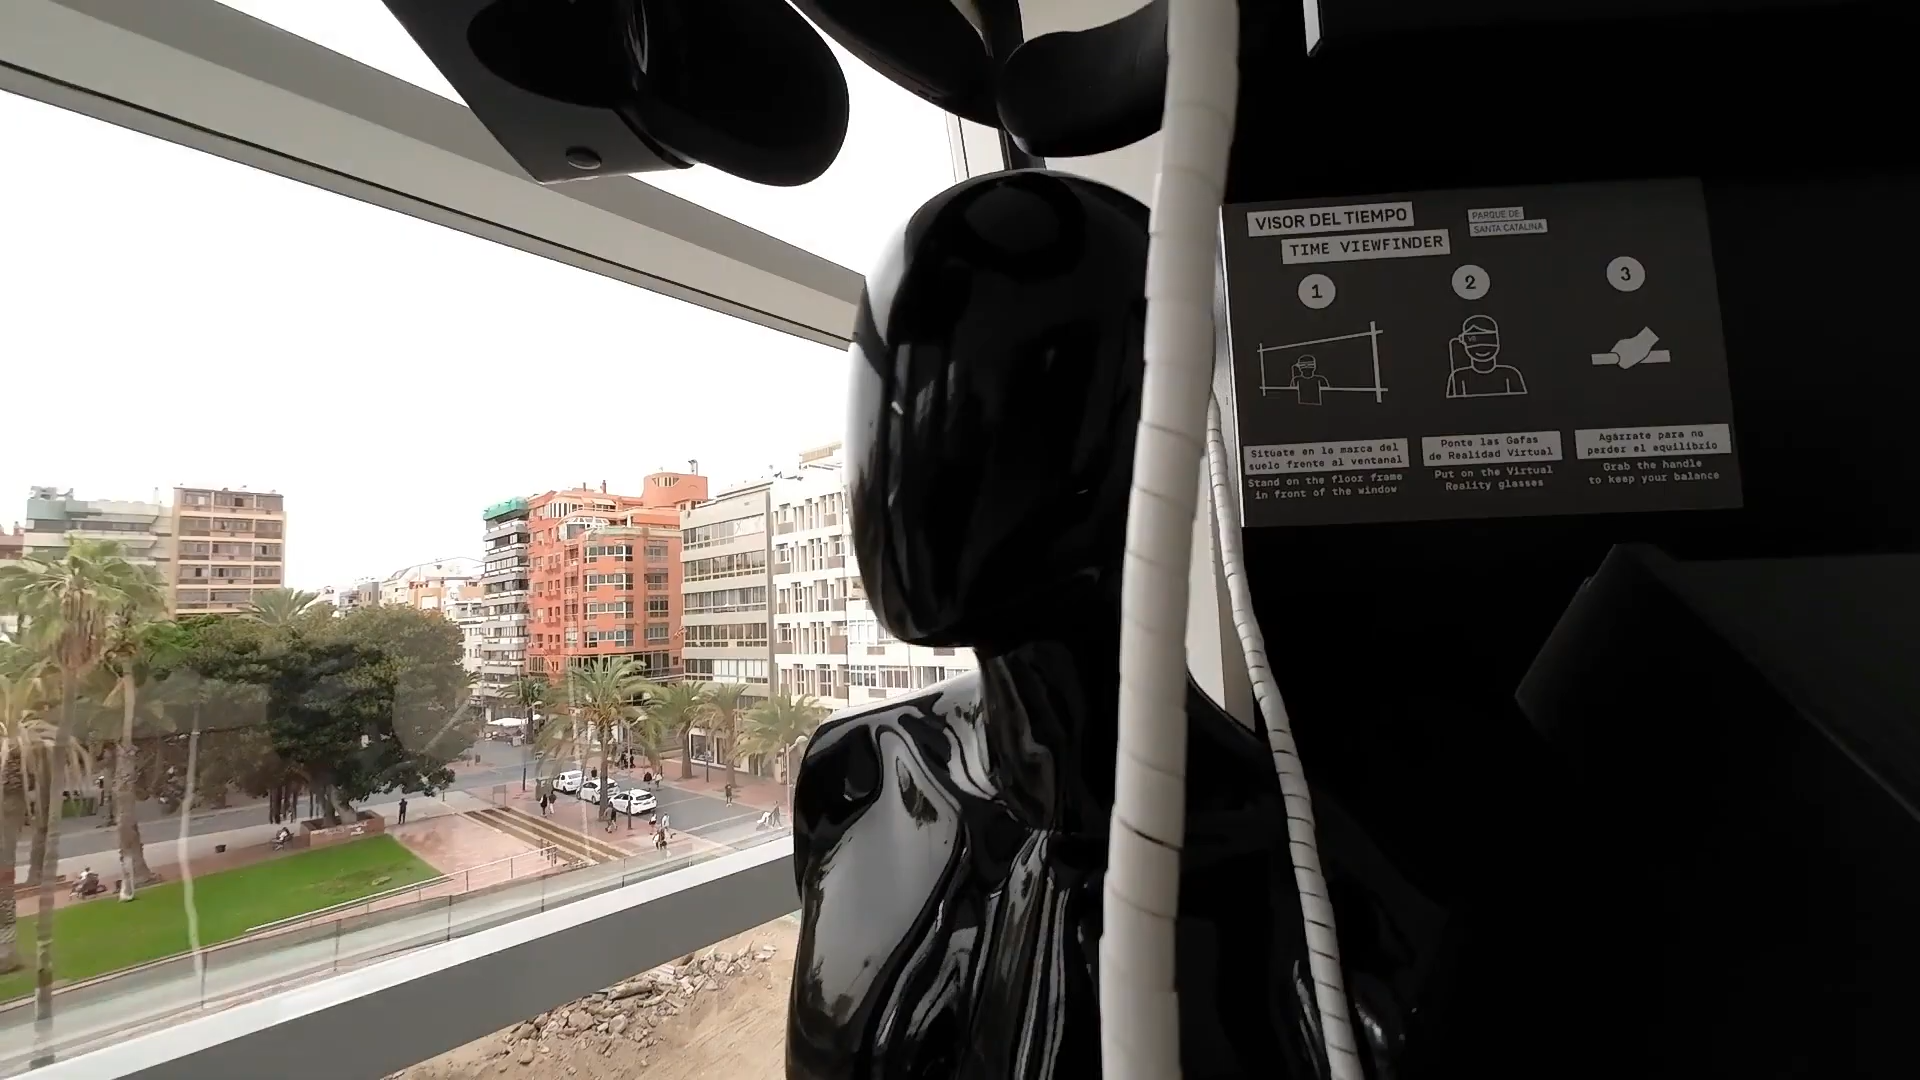 VISOR DEL TIEMPO
TIME VIEWFINDER
PARQUE DE
SANTA CATALINA
1
2
3
Sitúate en la marca del
suelo frente al ventanal
Stand on the floor frame
in front of the window
Ponte las Gafas
de Realidad Virtual
Put on the Virtual
Reality glasses
Agárrate para no
perder el equilibrio
Grab the handle
to keep your balance